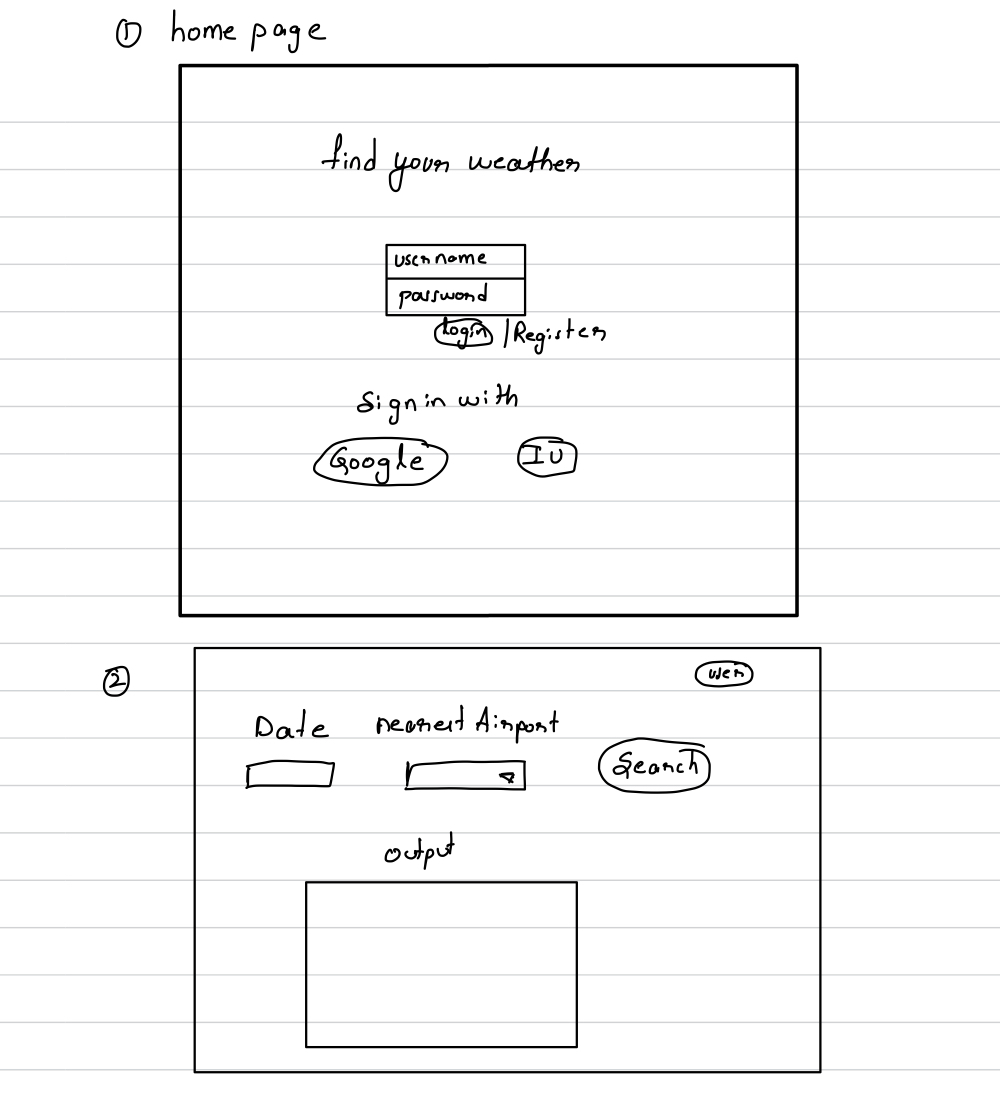 ① home page
find your weather
username
password
Login /Register
Sign in with
Google IU
②
user
Date nearest Airport
Search
output